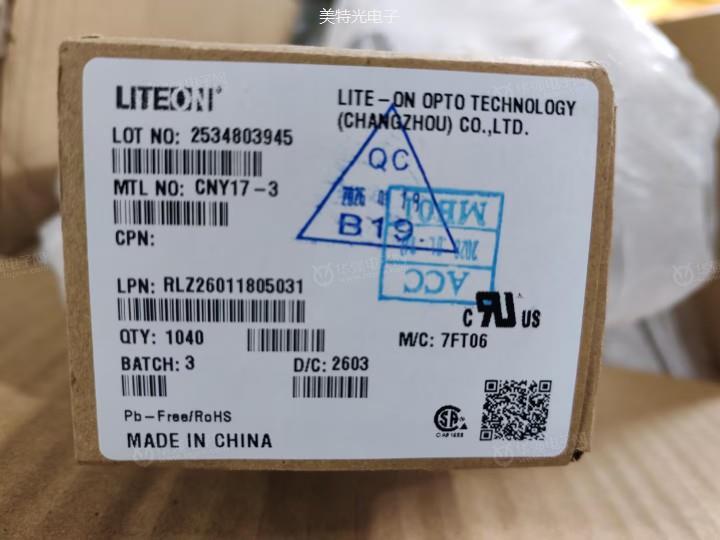 美特光电子
LITEON
LITE-ON OPTO TECHNOLOGY
(CHANGZHOU) CO.,LTD.
LOT NO: 2534803945
MTL NO: CNY17-3
CPN:
QC
B19
MF01
ACC
LPN: RLZ26011805031
C UL US
QTY: 1040
M/C: 7FT06
BATCH: 3
D/C: 2603
Pb-Free/RoHS
MADE IN CHINA